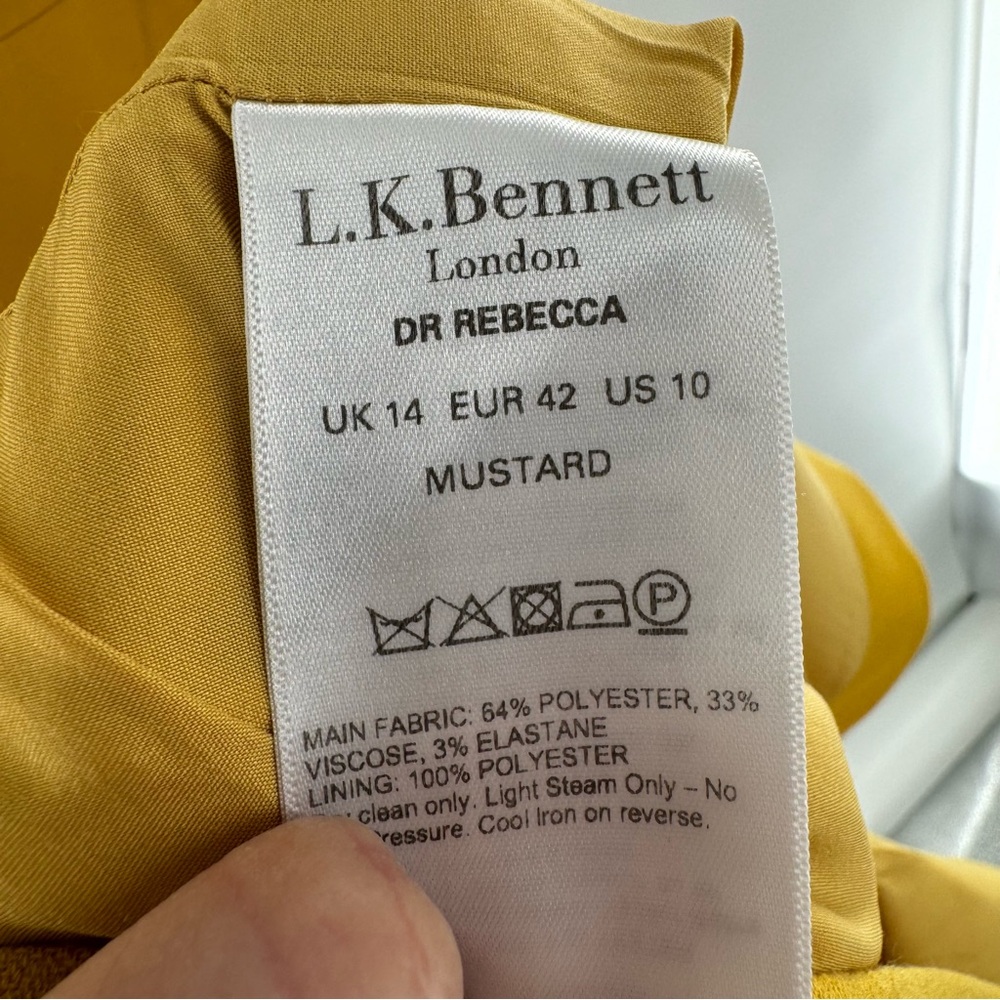 L.K.Bennett
London
DR REBECCA
UK 14 EUR 42 US 10
MUSTARD
P
MAIN FABRIC: 64% POLYESTER, 33%
VISCOSE, 3% ELASTANE
LINING: 100% POLYESTER
clean only. Light Steam Only – No
ressure. Cool Iron on reverse.